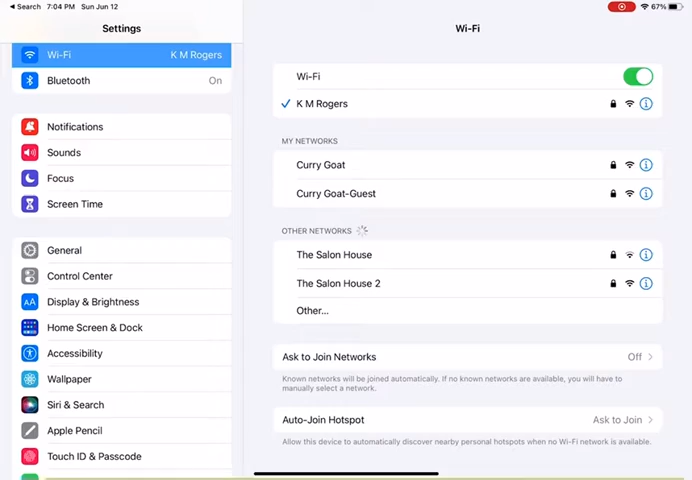 Search 7:04 PM Sun Jun 12
67%
Settings
Wi-Fi K M Rogers
Bluetooth On
Notifications
Sounds
Focus
Screen Time
General
Control Center
Display & Brightness
Home Screen & Dock
Accessibility
Wallpaper
Siri & Search
Apple Pencil
Touch ID & Passcode
Wi-Fi
Wi-Fi
K M Rogers
MY NETWORKS
Curry Goat
Curry Goat-Guest
OTHER NETWORKS
The Salon House
The Salon House 2
Other...
Ask to Join Networks Off
Known networks will be joined automatically. If no known networks are available, you will have to
manually select a network.
Auto-Join Hotspot Ask to Join
Allow this device to automatically discover nearby personal hotspots when no Wi-Fi network is available.